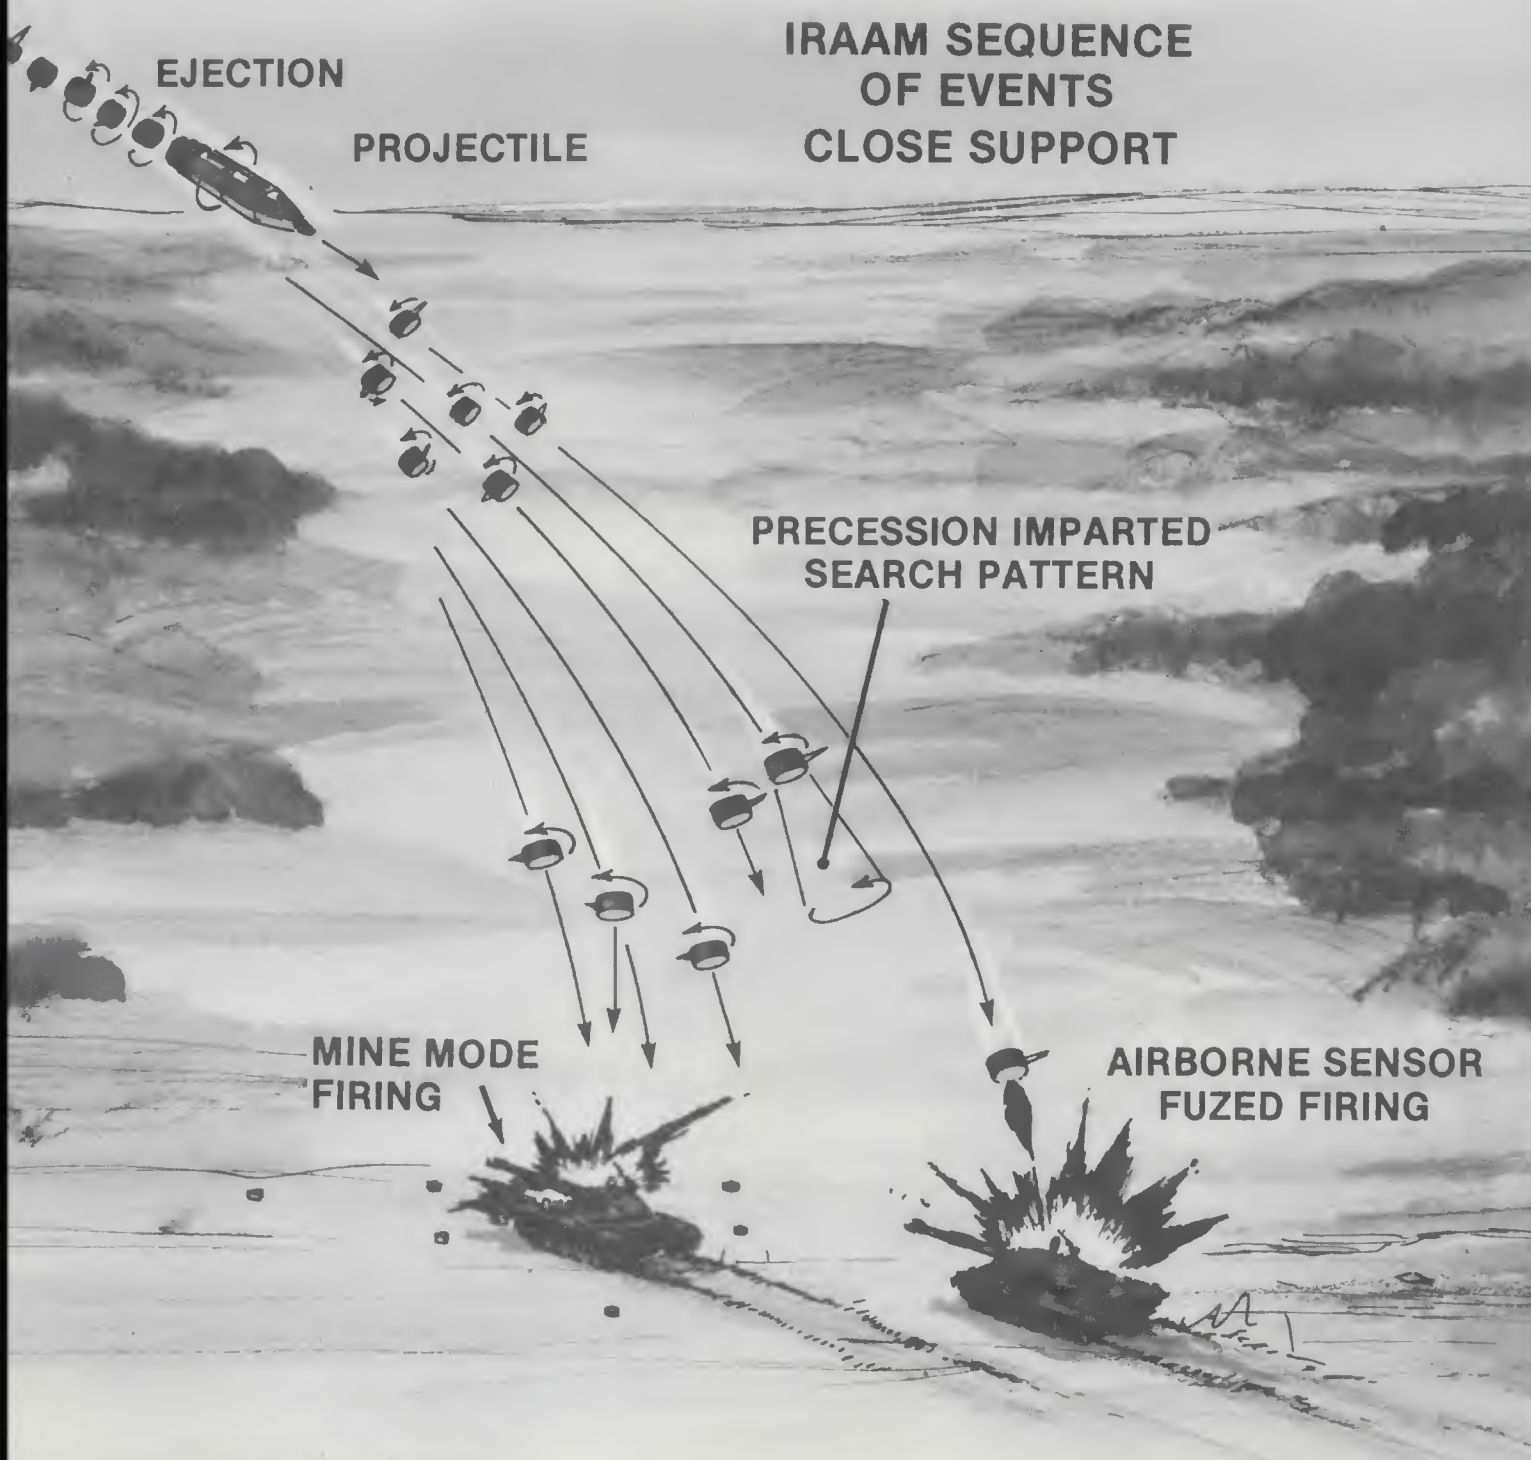 IRAAM SEQUENCE
OF EVENTS
CLOSE SUPPORT
EJECTION
PROJECTILE
PRECESSION IMPARTED
SEARCH PATTERN
MINE MODE
FIRING
AIRBORNE SENSOR
FUZED FIRING